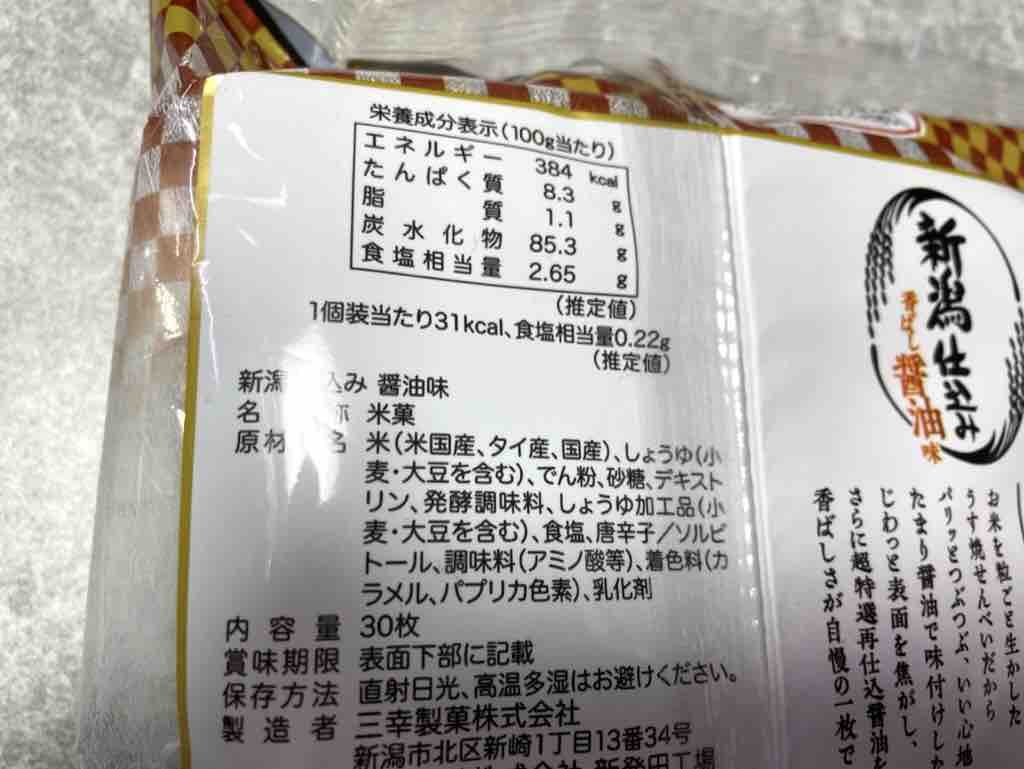 栄養成分表示(100g当たり)
エネルギー 384 kcal
たんぱく質 8.3 g
脂質 1.1 g
炭水化物 85.3 g
食塩相当量 2.65 g
(推定値)
1個装当たり31kcal、食塩相当量0.22g
(推定値)
新潟 込み 醤油味
名 称 米菓
原材 名 米(米国産、タイ産、国産)、しょうゆ(小
麦・大豆を含む)、でん粉、砂糖、デキスト
リン、発酵調味料、しょうゆ加工品(小
麦・大豆を含む)、食塩、唐辛子/ソルビ
トール、調味料(アミノ酸等)、着色料(カ
ラメル、パプリカ色素)、乳化剤
内容量 30枚
賞味期限 表面下部に記載
保存方法 直射日光、高温多湿はお避けください。
製造者 三幸製菓株式会社
新潟市北区新崎1丁目13番34号
株式会社 新発田工場
新潟仕込み
香ばし醤油味
お米を粒ごと生かした
うす焼せんべいだから
パリッとつぶつぶ、いい心地
たまり醤油で味付けした
じわっと表面を焦がし、
さらに超特選再仕込醤油を
香ばしさが自慢の一枚で